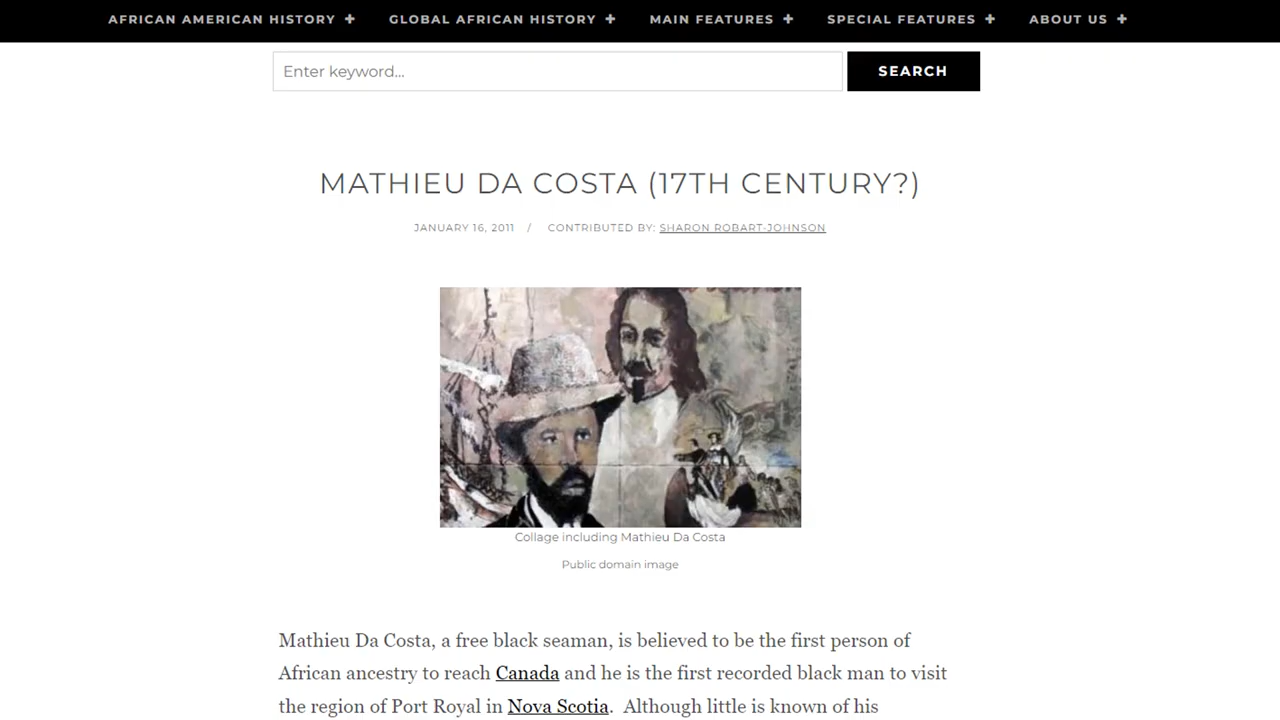 AFRICAN AMERICAN HISTORY + GLOBAL AFRICAN HISTORY + MAIN FEATURES + SPECIAL FEATURES + ABOUT US +
Enter keyword... SEARCH
MATHIEU DA COSTA (17TH CENTURY?)
JANUARY 16, 2011 / CONTRIBUTED BY: SHARON ROBART-JOHNSON
Collage including Mathieu Da Costa
Public domain image
Mathieu Da Costa, a free black seaman, is believed to be the first person of
African ancestry to reach Canada and he is the first recorded black man to visit
the region of Port Royal in Nova Scotia.  Although little is known of his